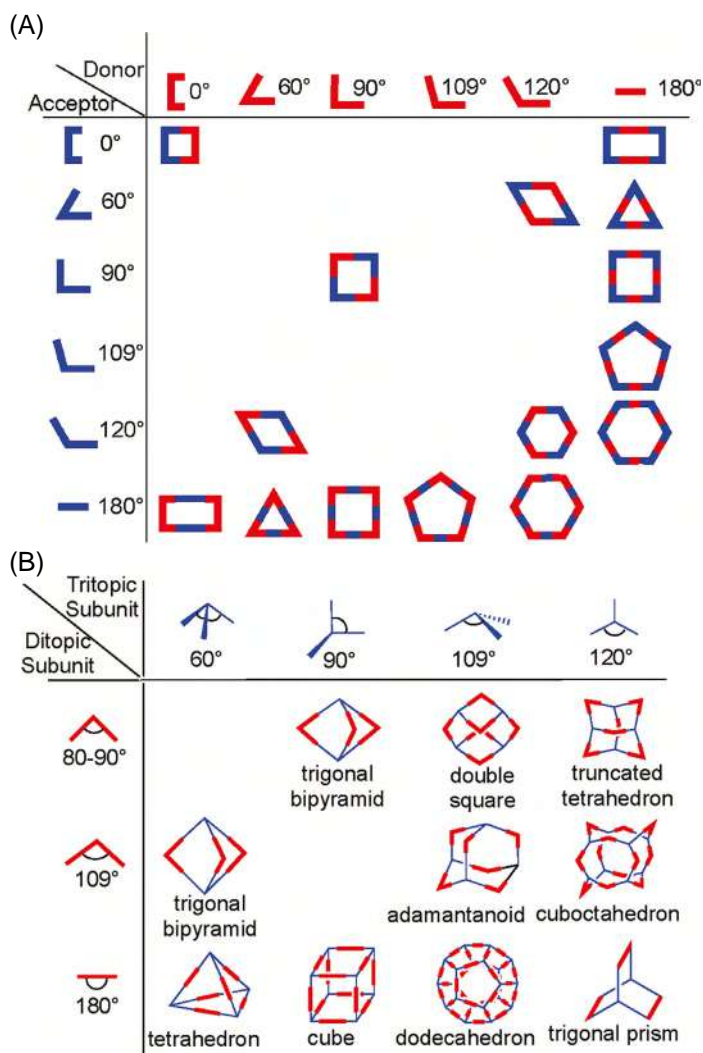 (A)
Donor
Acceptor
0° 60° 90° 109° 120° 180°
0°
60°
90°
109°
120°
180°
(B)
Tritopic
Subunit
Ditopic
Subunit
60° 90° 109° 120°
80-90°
trigonal
bipyramid
double
square
truncated
tetrahedron
109°
trigonal
bipyramid
adamantanoid
cuboctahedron
180°
tetrahedron
cube
dodecahedron
trigonal prism